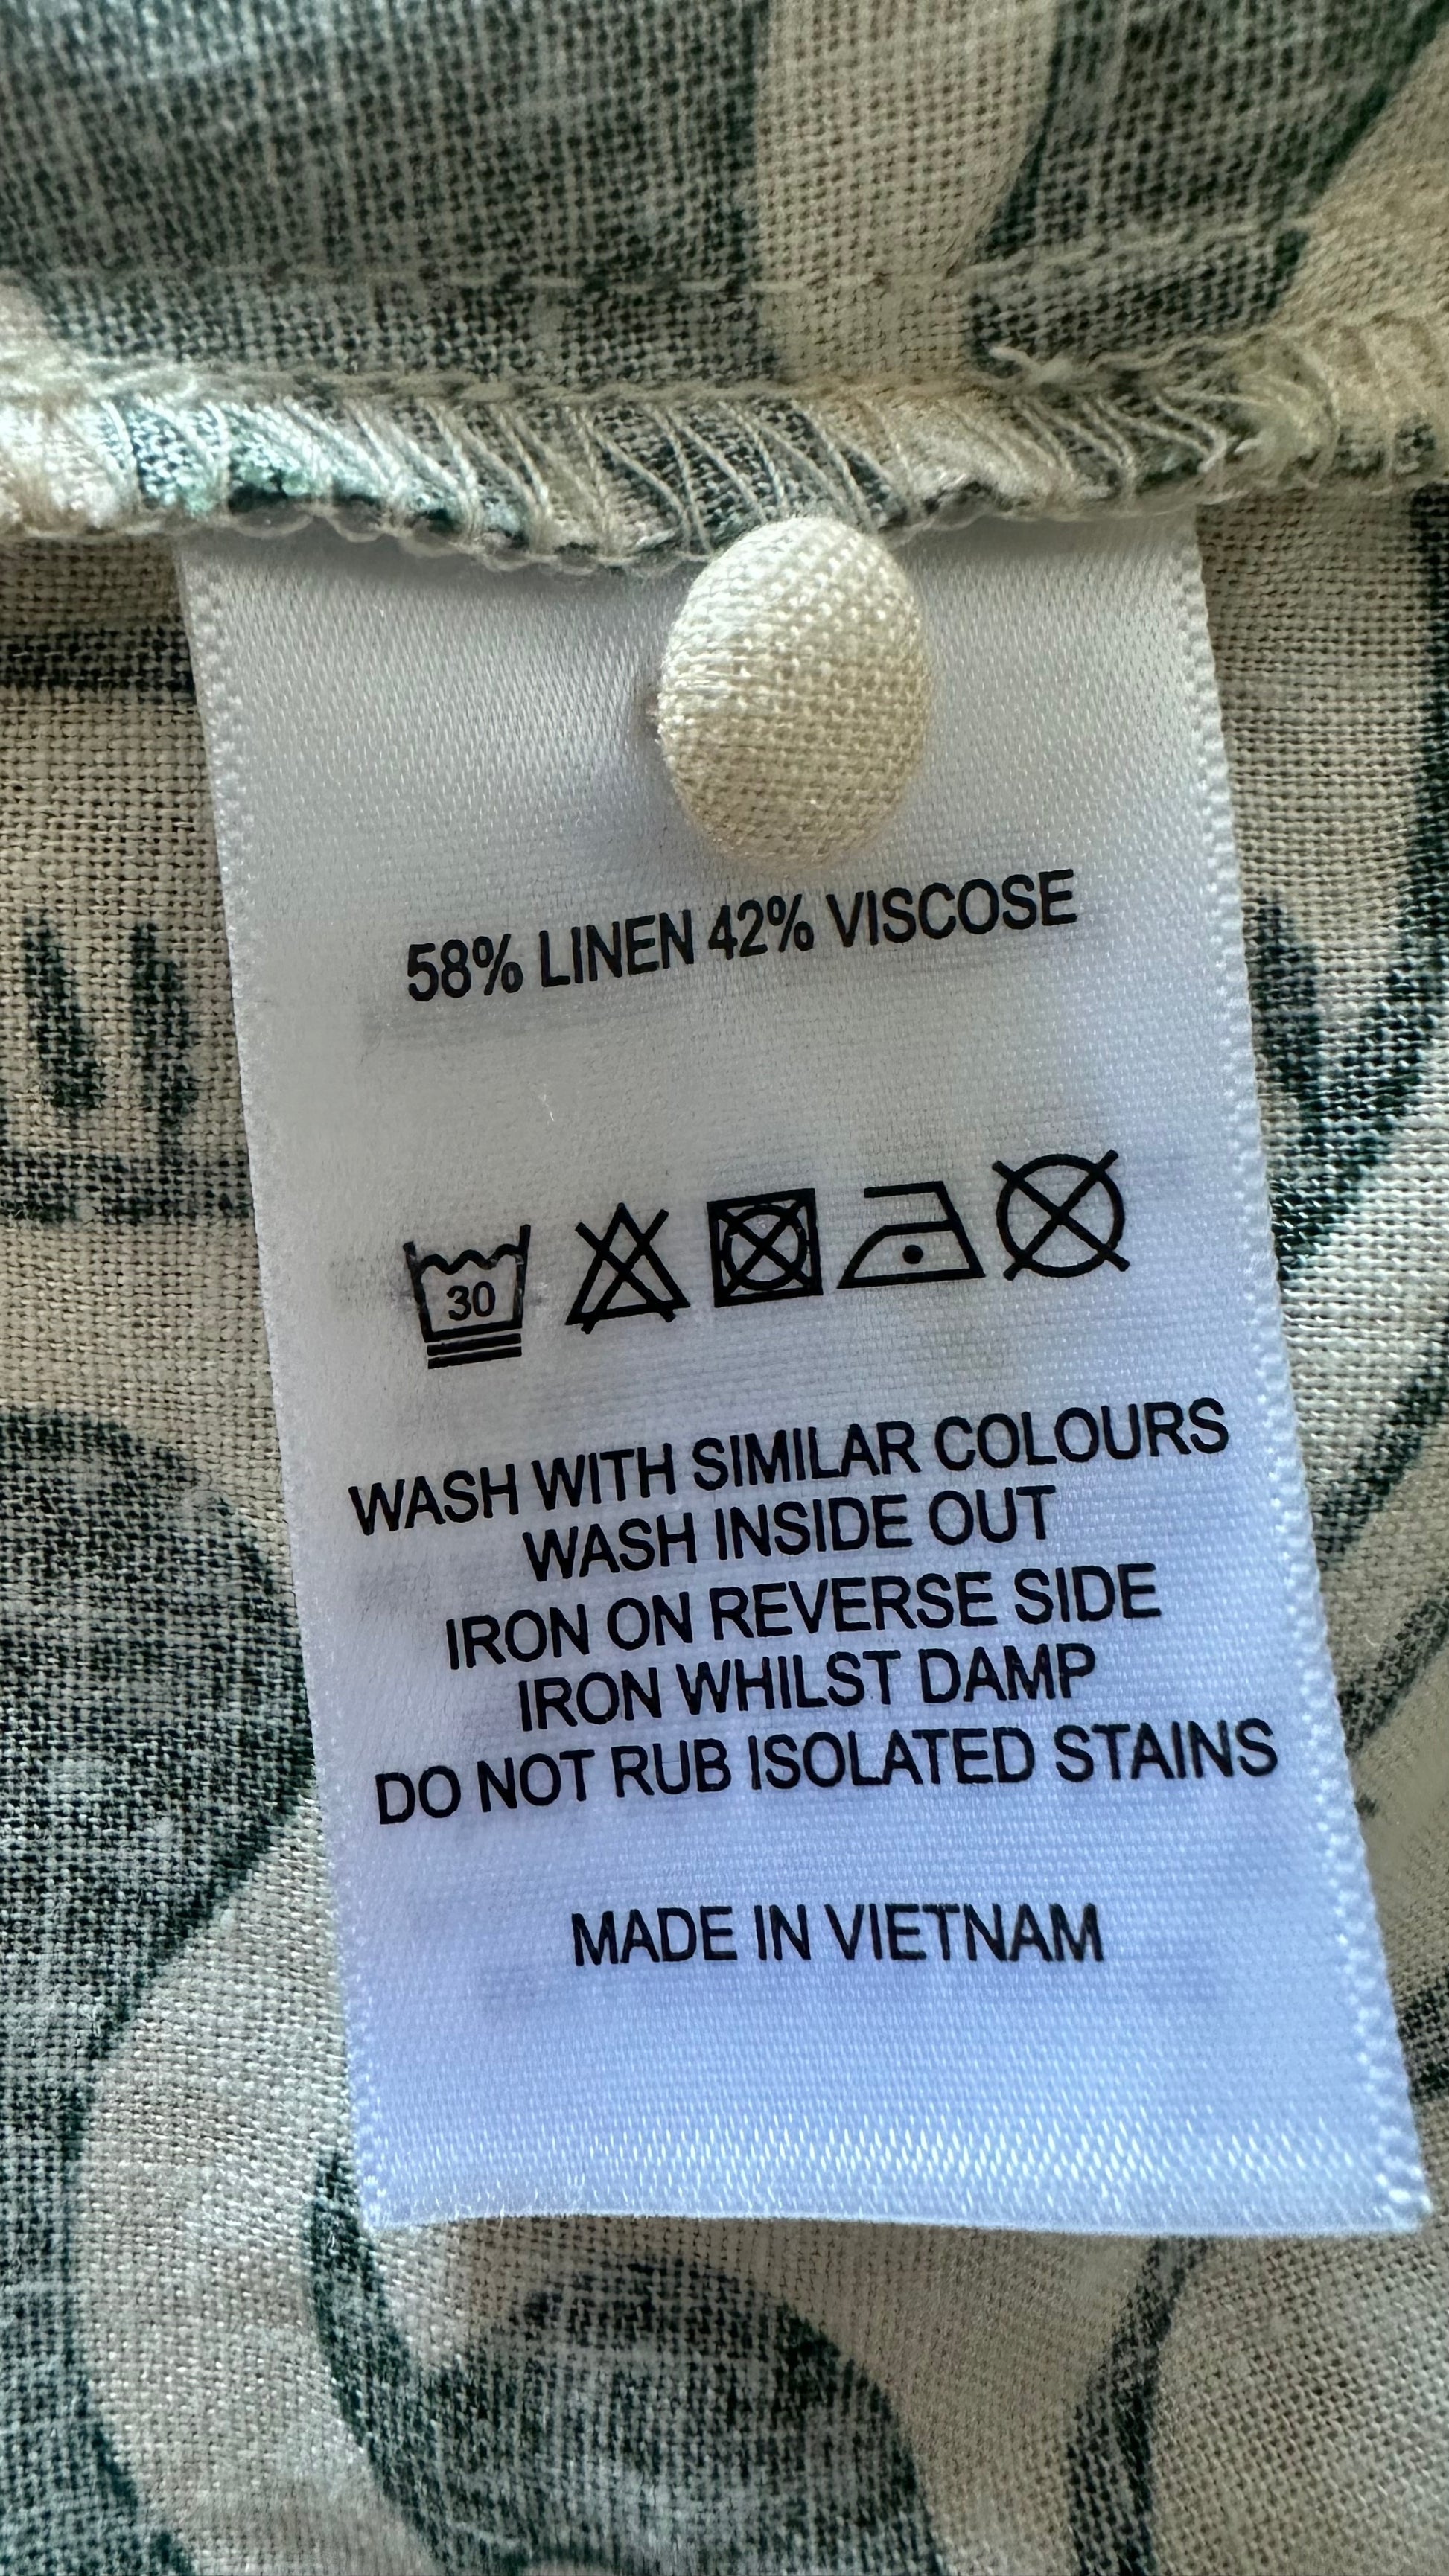 58% LINEN 42% VISCOSE
30
WASH WITH SIMILAR COLOURS
WASH INSIDE OUT
IRON ON REVERSE SIDE
IRON WHILST DAMP
DO NOT RUB ISOLATED STAINS
MADE IN VIETNAM